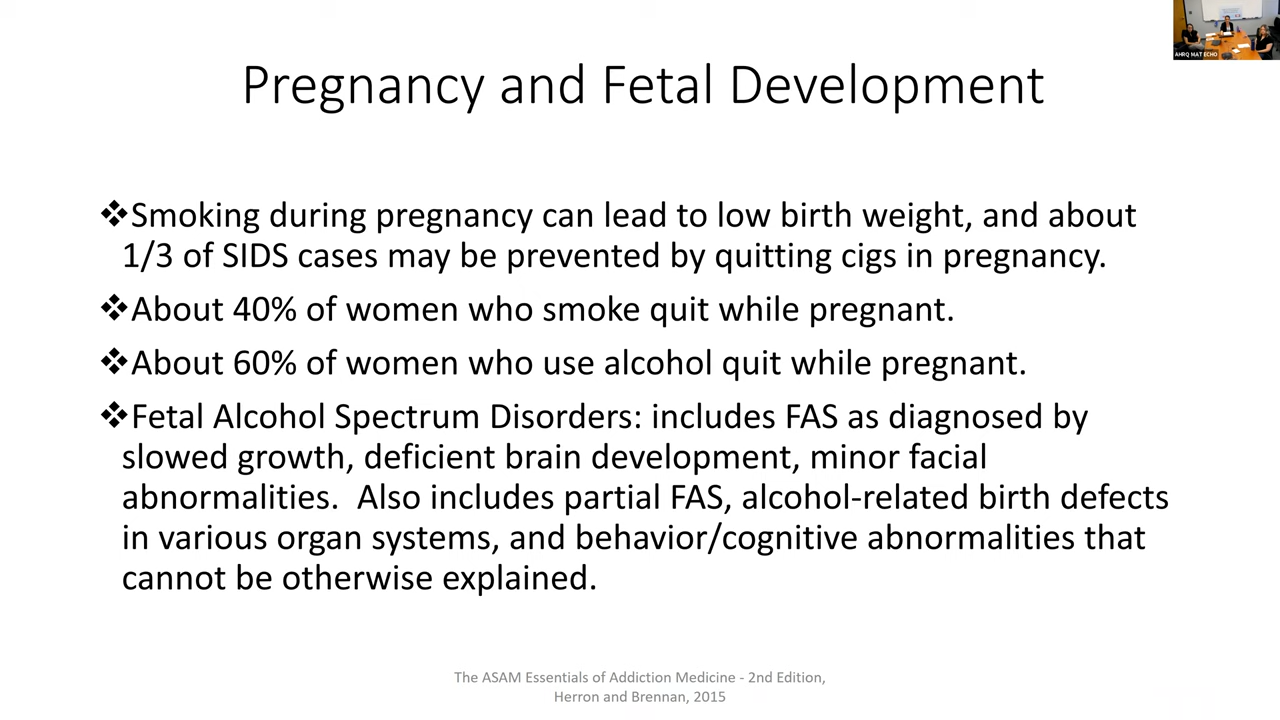 AHRQ MAT ECHO
Pregnancy and Fetal Development
❖Smoking during pregnancy can lead to low birth weight, and about
1/3 of SIDS cases may be prevented by quitting cigs in pregnancy.
❖About 40% of women who smoke quit while pregnant.
❖About 60% of women who use alcohol quit while pregnant.
❖Fetal Alcohol Spectrum Disorders: includes FAS as diagnosed by
slowed growth, deficient brain development, minor facial
abnormalities.  Also includes partial FAS, alcohol-related birth defects
in various organ systems, and behavior/cognitive abnormalities that
cannot be otherwise explained.
The ASAM Essentials of Addiction Medicine - 2nd Edition,
Herron and Brennan, 2015